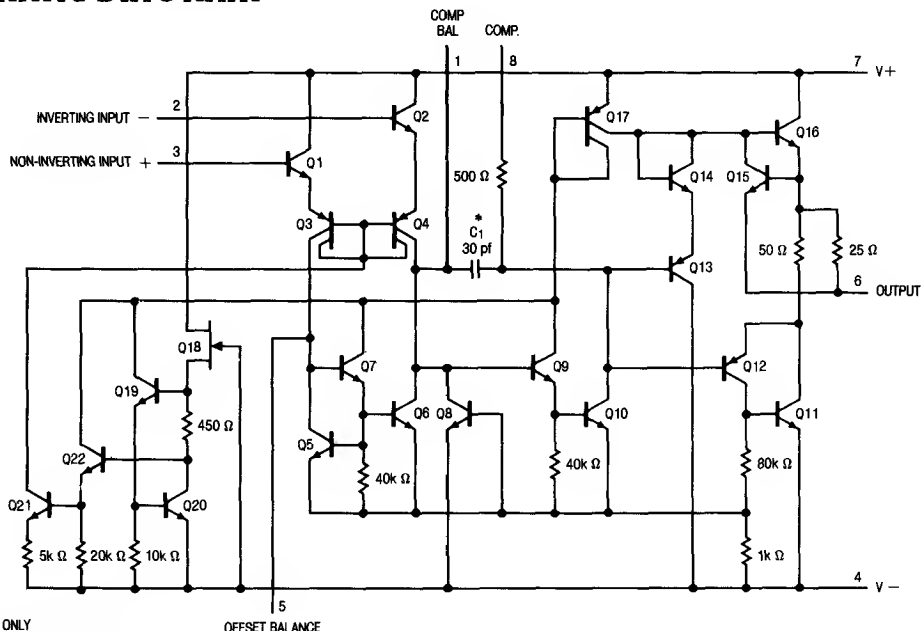 COMP
BAL
COMP.
1
8
7 V+
2
INVERTING INPUT −
Q2
Q17
Q16
3
NON-INVERTING INPUT +
Q1
500 Ω
Q14
Q15
*
C1
30 pf
Q3
Q4
50 Ω
25 Ω
Q13
6
OUTPUT
Q18
Q7
Q9
Q12
Q19
450 Ω
Q6
Q8
Q10
Q11
Q5
Q22
40k Ω
40k Ω
80k Ω
Q21
Q20
5k Ω
20k Ω
10k Ω
1k Ω
4 V −
5
ONLY
OFFSET BALANCE